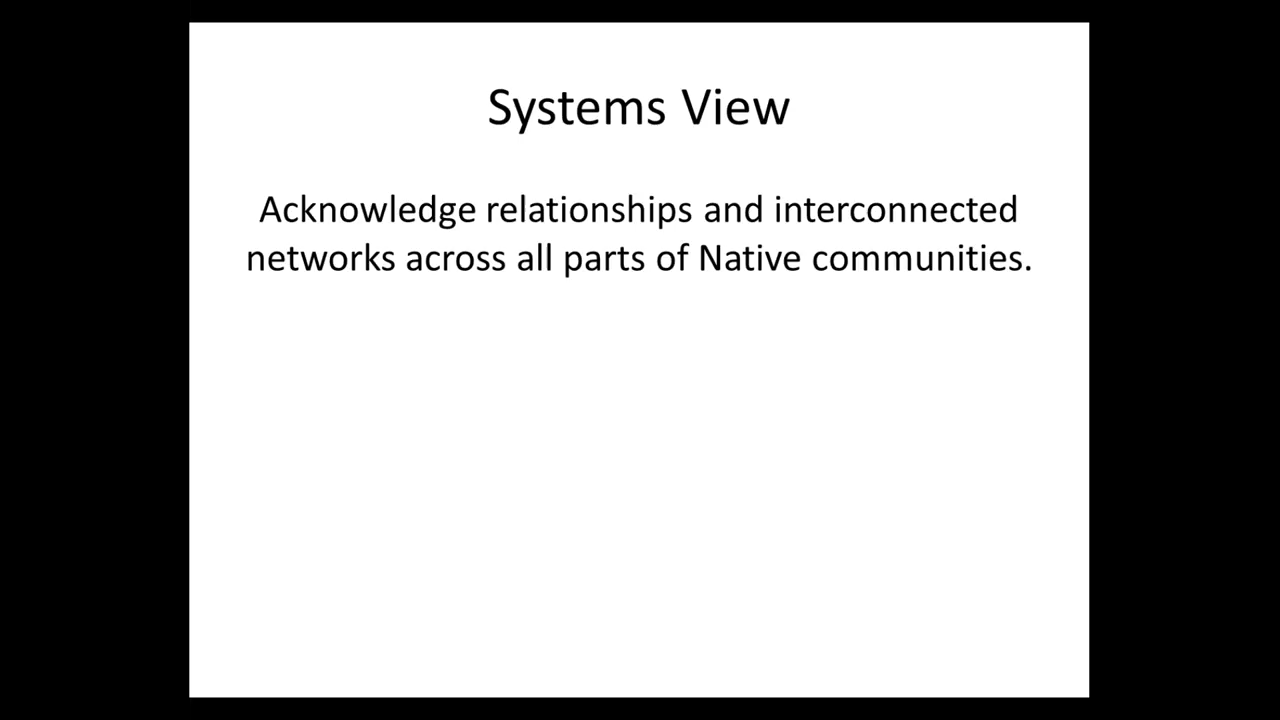 Systems View
Acknowledge relationships and interconnected
networks across all parts of Native communities.